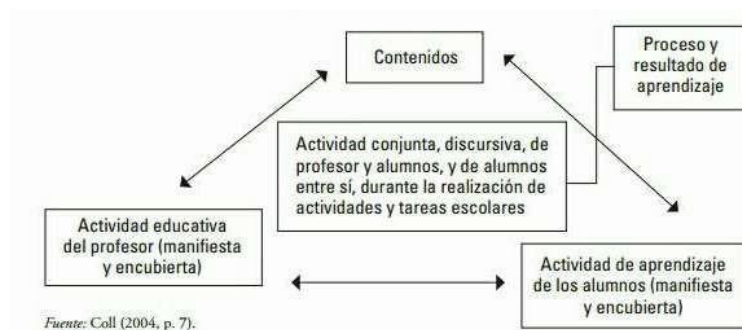 Contenidos
Proceso y
resultado de
aprendizaje
Actividad conjunta, discursiva, de
profesor y alumnos, y de alumnos
entre sí, durante la realización de
actividades y tareas escolares
Actividad educativa
del profesor (manifiesta
y encubierta)
Actividad de aprendizaje
de los alumnos (manifiesta
y encubierta)
Fuente: Coll (2004, p. 7).